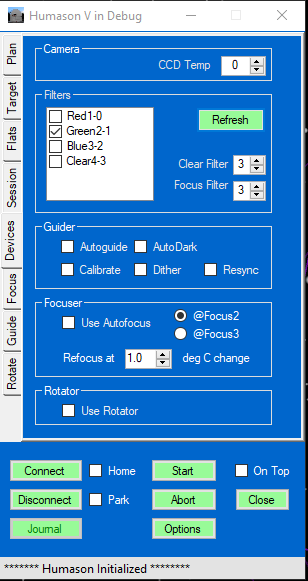 Humason V in Debug
Plan
Target
Flats
Session
Devices
Focus
Guide
Rotate
Camera
CCD Temp 0
Filters
Red1-0
Green2-1
Blue3-2
Clear4-3
Refresh
Clear Filter 3
Focus Filter 3
Guider
Autoguide AutoDark
Calibrate Dither Resync
Focuser
Use Autofocus @Focus2
@Focus3
Refocus at 1.0 deg C change
Rotator
Use Rotator
Connect Home Start On Top
Disconnect Park Abort Close
Journal Options
******* Humason Initialized ********